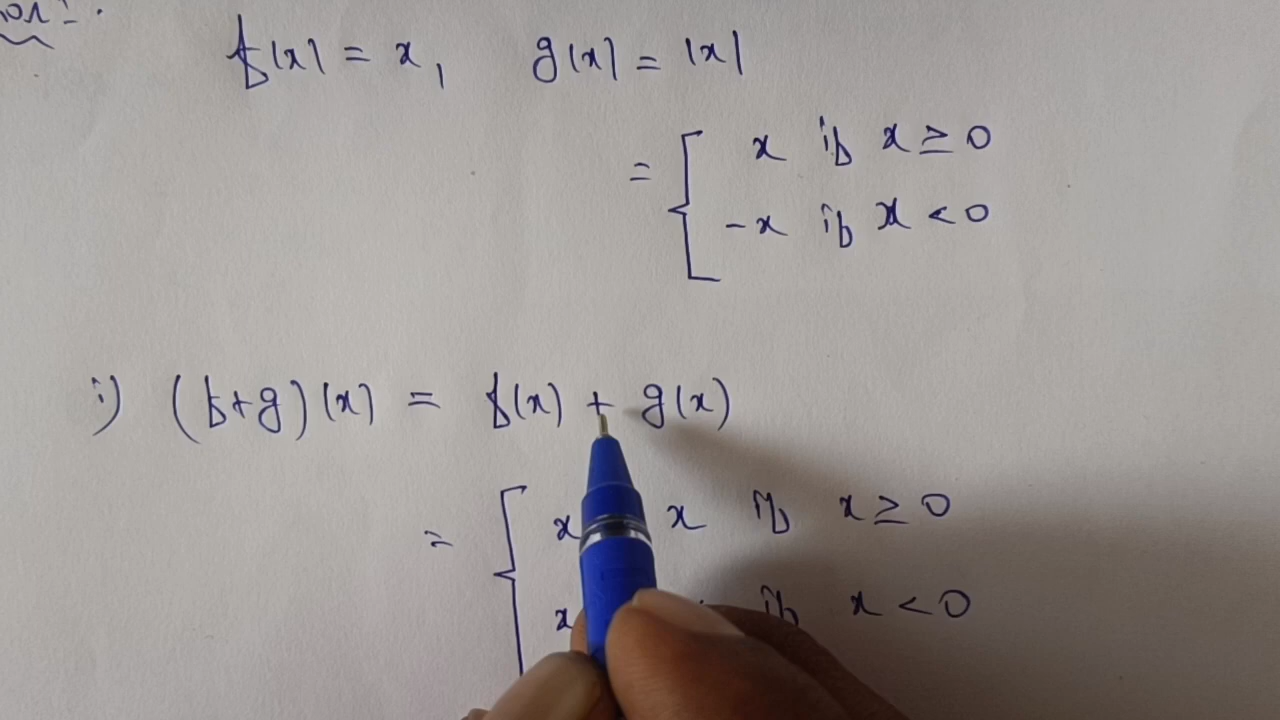 f(x) = x, g(x) = |x|
= { x if x ≥ 0
-x if x < 0
i) (f+g)(x) = f(x) + g(x)
= { x x if x ≥ 0
x if x < 0